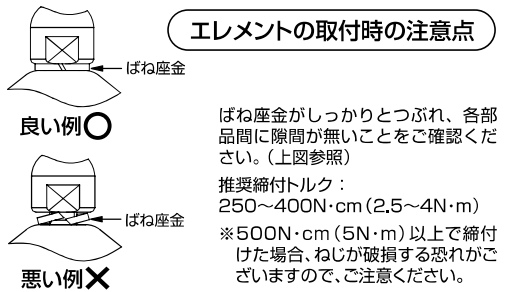 エレメントの取付時の注意点
ばね座金
良い例○
ばね座金
悪い例×
ばね座金がしっかりとつぶれ、各部
品間に隙間が無いことをご確認くだ
さい。（上図参照）
推奨締付トルク：
250～400N·cm（2.5～4N·m）
※500N·cm（5N·m）以上で締付
けた場合、ねじが破損する恐れがご
ざいますので、ご注意ください。